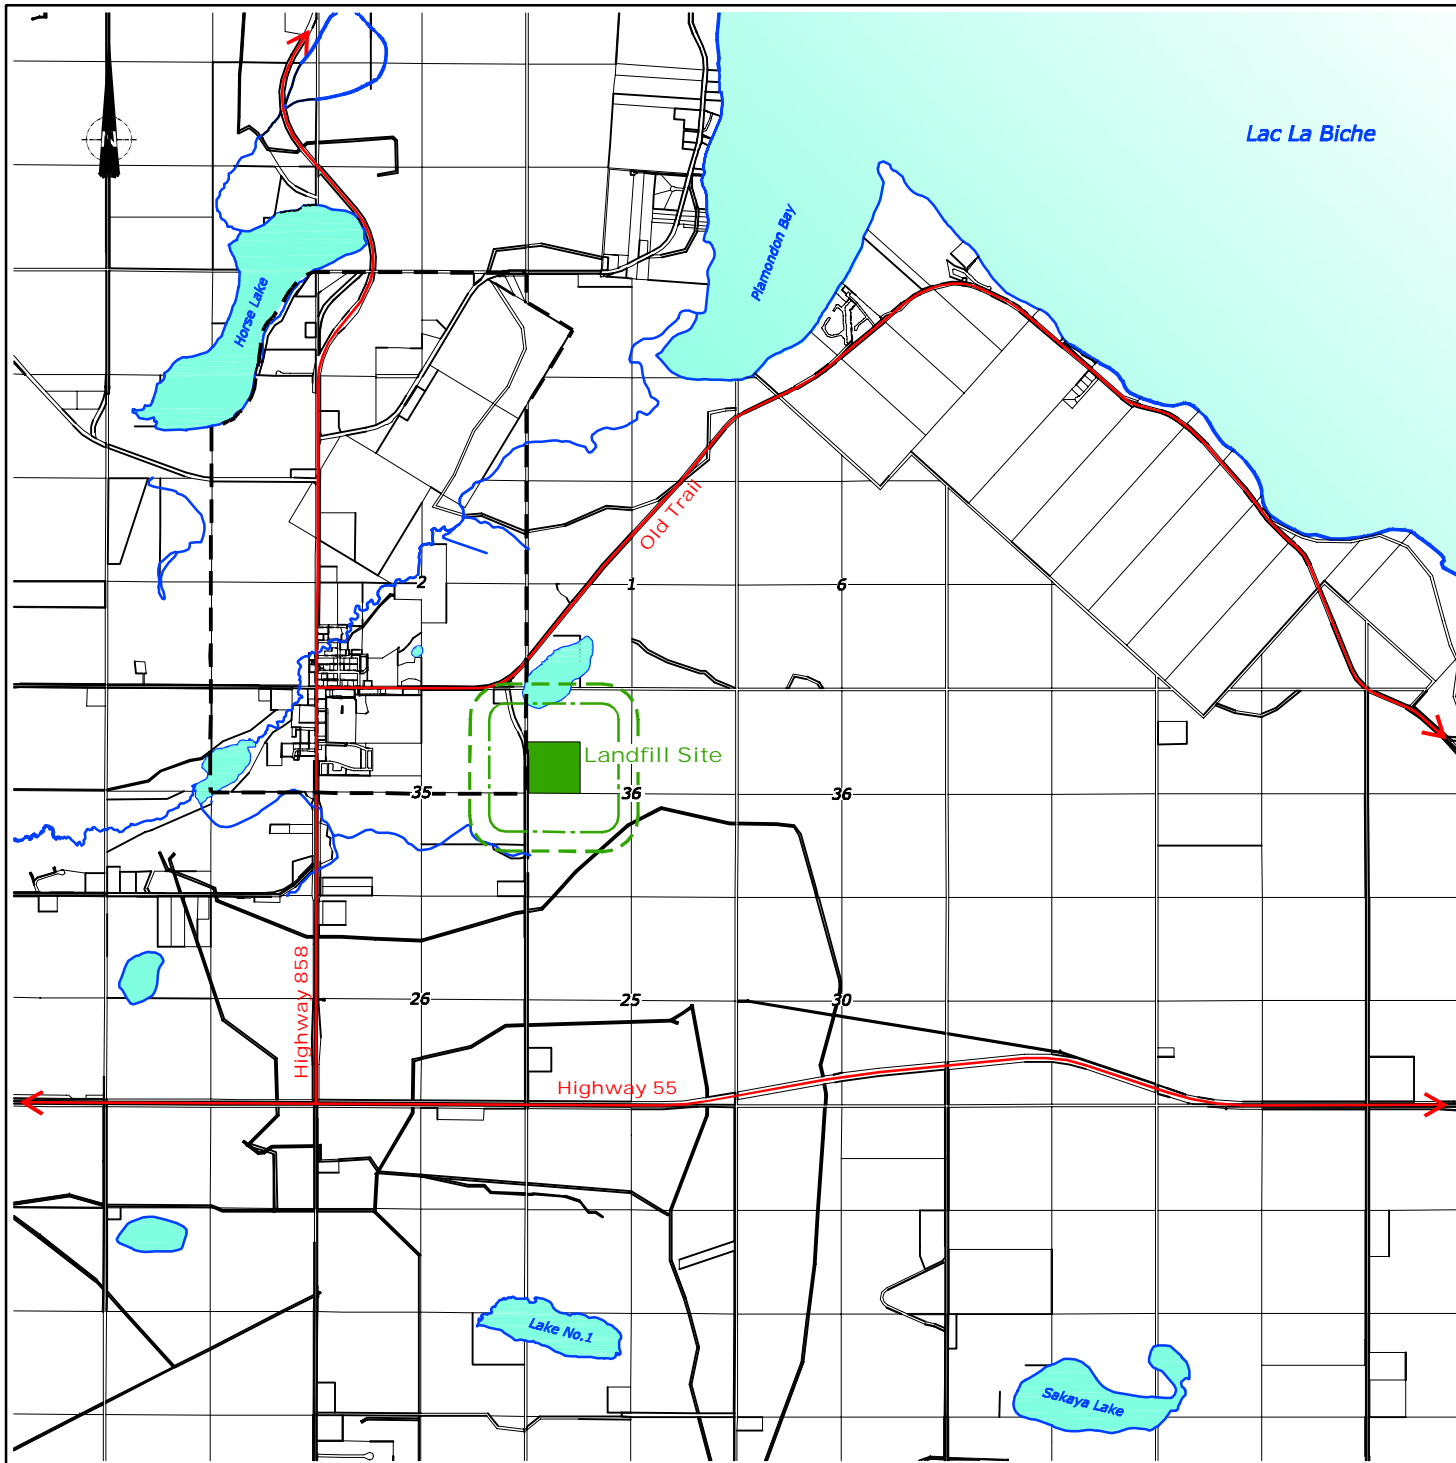 N
Lac La Biche
Plamondon Bay
Horse Lake
Old Trail
2
1
6
Landfill Site
35
36
36
Highway 858
26
25
30
Highway 55
Lake No.1
Sakaya Lake